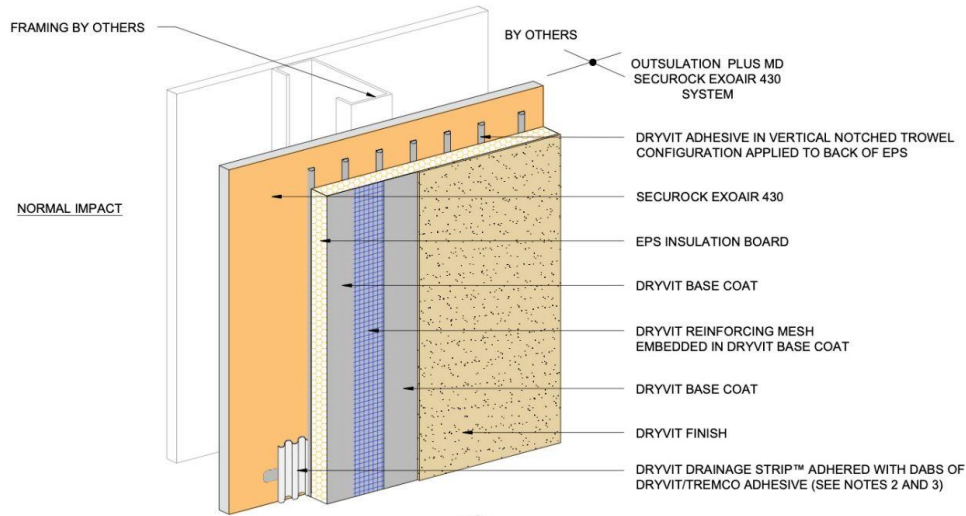 FRAMING BY OTHERS
BY OTHERS
OUTSULATION PLUS MD
SECUROCK EXOAIR 430
SYSTEM
DRYVIT ADHESIVE IN VERTICAL NOTCHED TROWEL
CONFIGURATION APPLIED TO BACK OF EPS
NORMAL IMPACT
SECUROCK EXOAIR 430
EPS INSULATION BOARD
DRYVIT BASE COAT
DRYVIT REINFORCING MESH
EMBEDDED IN DRYVIT BASE COAT
DRYVIT BASE COAT
DRYVIT FINISH
DRYVIT DRAINAGE STRIP™ ADHERED WITH DABS OF
DRYVIT/TREMCO ADHESIVE (SEE NOTES 2 AND 3)